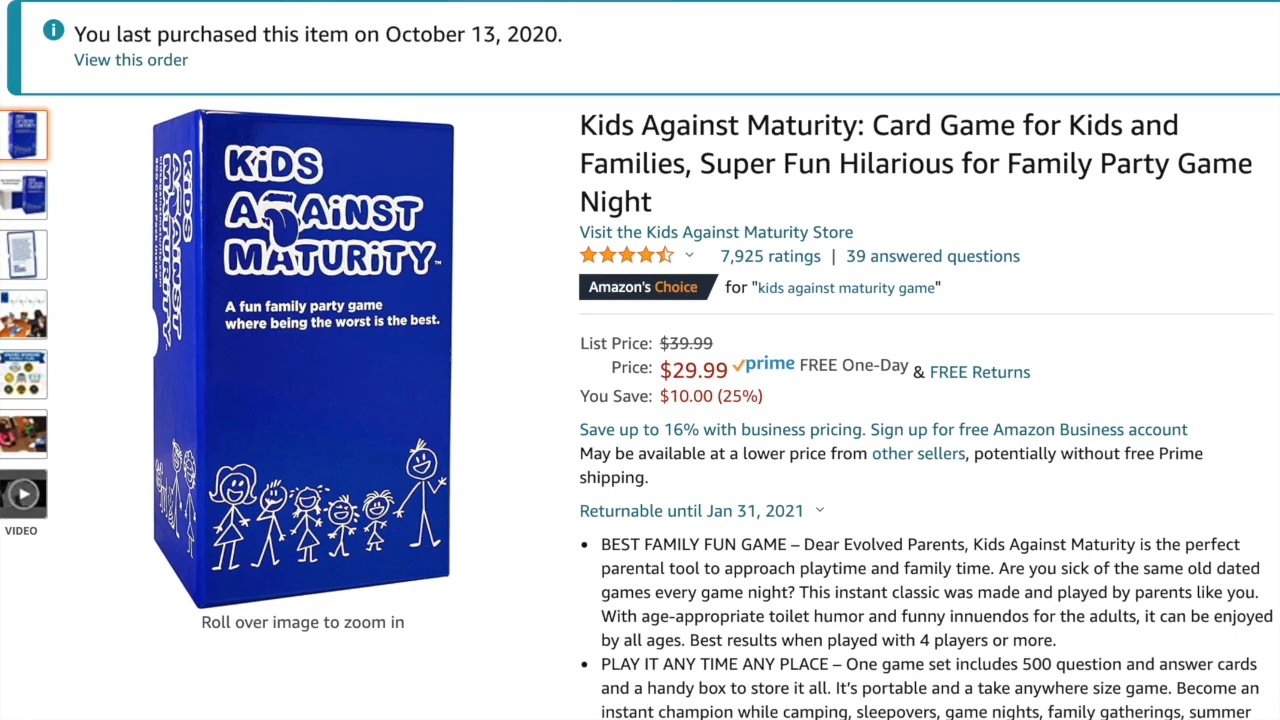 You last purchased this item on October 13, 2020.
View this order
KiDS
AGAiNST
MATURiTY™
A fun family party game
where being the worst is the best.
KiDS
AGAiNST
MATURiTY
Roll over image to zoom in
VIDEO
Kids Against Maturity: Card Game for Kids and
Families, Super Fun Hilarious for Family Party Game
Night
Visit the Kids Against Maturity Store
7,925 ratings | 39 answered questions
Amazon's Choice for "kids against maturity game"
List Price: $39.99
Price: $29.99 prime FREE One-Day & FREE Returns
You Save: $10.00 (25%)
Save up to 16% with business pricing. Sign up for free Amazon Business account
May be available at a lower price from other sellers, potentially without free Prime
shipping.
Returnable until Jan 31, 2021
• BEST FAMILY FUN GAME – Dear Evolved Parents, Kids Against Maturity is the perfect
parental tool to approach playtime and family time. Are you sick of the same old dated
games every game night? This instant classic was made and played by parents like you.
With age-appropriate toilet humor and funny innuendos for the adults, it can be enjoyed
by all ages. Best results when played with 4 players or more.
• PLAY IT ANY TIME ANY PLACE – One game set includes 500 question and answer cards
and a handy box to store it all. It’s portable and a take anywhere size game. Become an
instant champion while camping, sleepovers, game nights, family gatherings, summer